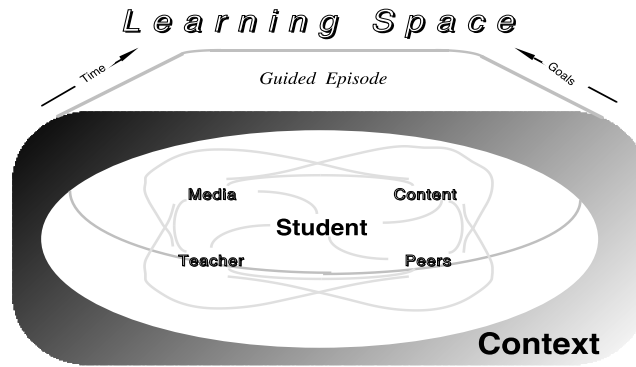 Learning Space
Time
Goals
Guided Episode
Media
Content
Student
Teacher
Peers
Context